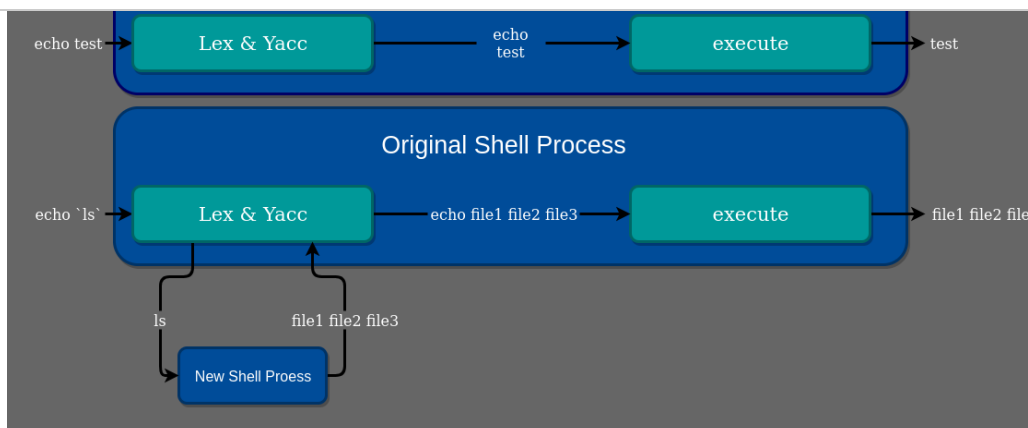 echo test
Lex & Yacc
echo
test
execute
test
Original Shell Process
echo `ls`
Lex & Yacc
echo file1 file2 file3
execute
file1 file2 file
ls
file1 file2 file3
New Shell Proess